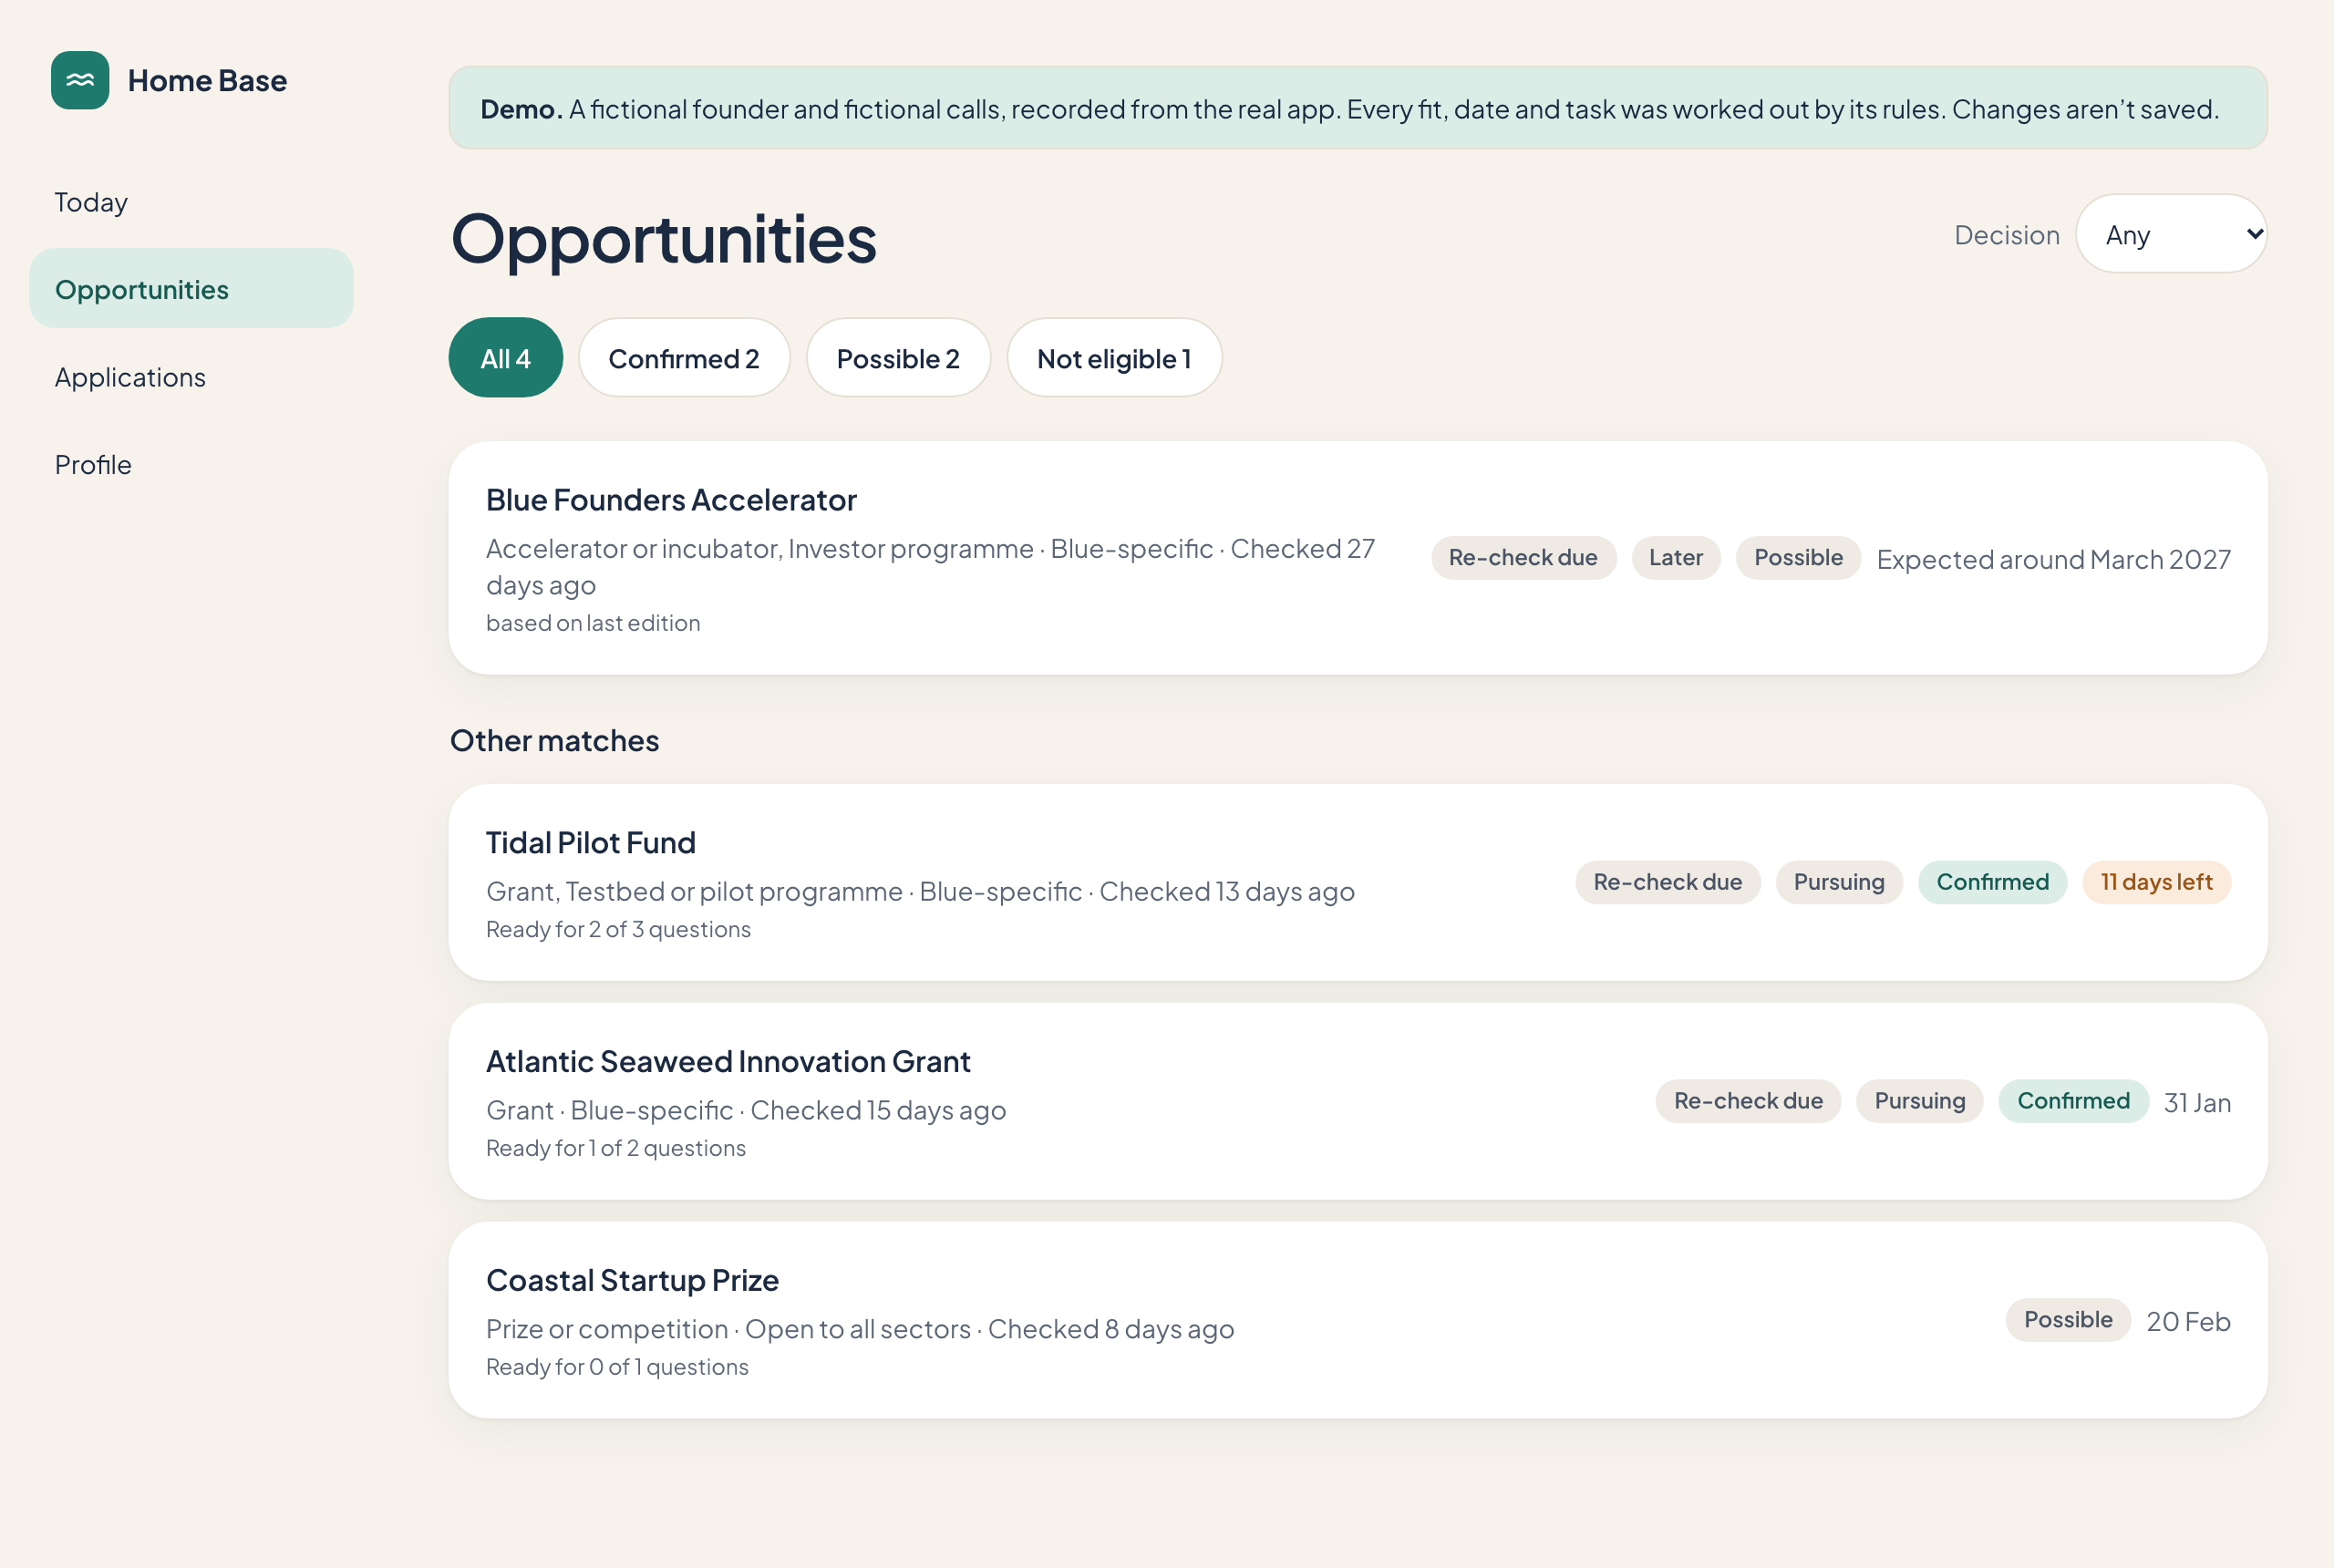 Home Base
Today
Opportunities
Applications
Profile
Demo. A fictional founder and fictional calls, recorded from the real app. Every fit, date and task was worked out by its rules. Changes aren’t saved.
Opportunities
Decision Any
All 4 Confirmed 2 Possible 2 Not eligible 1
Blue Founders Accelerator
Accelerator or incubator, Investor programme · Blue-specific · Checked 27
days ago
based on last edition
Re-check due Later Possible Expected around March 2027
Other matches
Tidal Pilot Fund
Grant, Testbed or pilot programme · Blue-specific · Checked 13 days ago
Ready for 2 of 3 questions
Re-check due Pursuing Confirmed 11 days left
Atlantic Seaweed Innovation Grant
Grant · Blue-specific · Checked 15 days ago
Ready for 1 of 2 questions
Re-check due Pursuing Confirmed 31 Jan
Coastal Startup Prize
Prize or competition · Open to all sectors · Checked 8 days ago
Ready for 0 of 1 questions
Possible 20 Feb